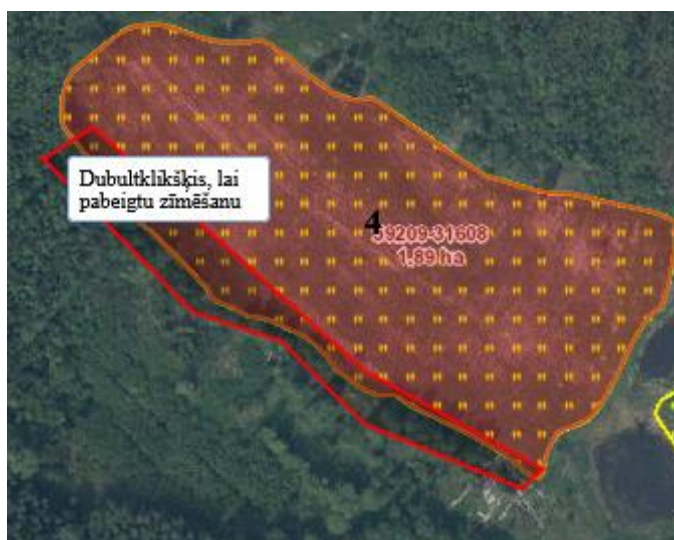 Dubultklikšķis, lai
pabeigtu zīmēšanu
4
59209-31608
1.89 ha